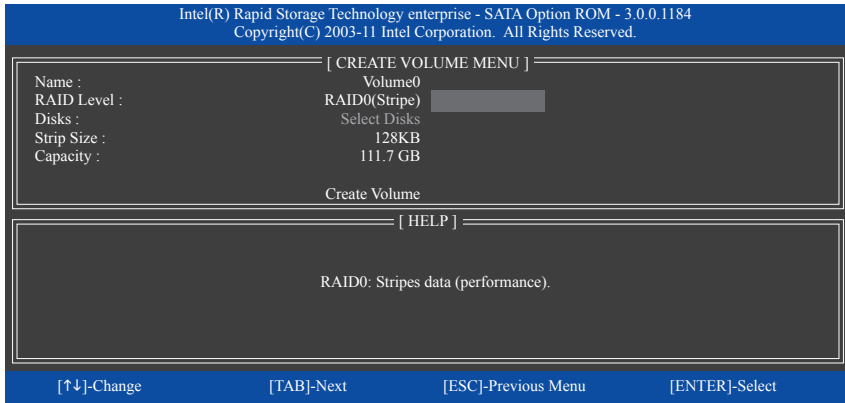 Intel(R) Rapid Storage Technology enterprise - SATA Option ROM - 3.0.0.1184
Copyright(C) 2003-11 Intel Corporation. All Rights Reserved.
[ CREATE VOLUME MENU ]
Name : Volume0
RAID Level : RAID0(Stripe)
Disks : Select Disks
Strip Size : 128KB
Capacity : 111.7 GB
Create Volume
[ HELP ]
RAID0: Stripes data (performance).
[↑↓]-Change [TAB]-Next [ESC]-Previous Menu [ENTER]-Select